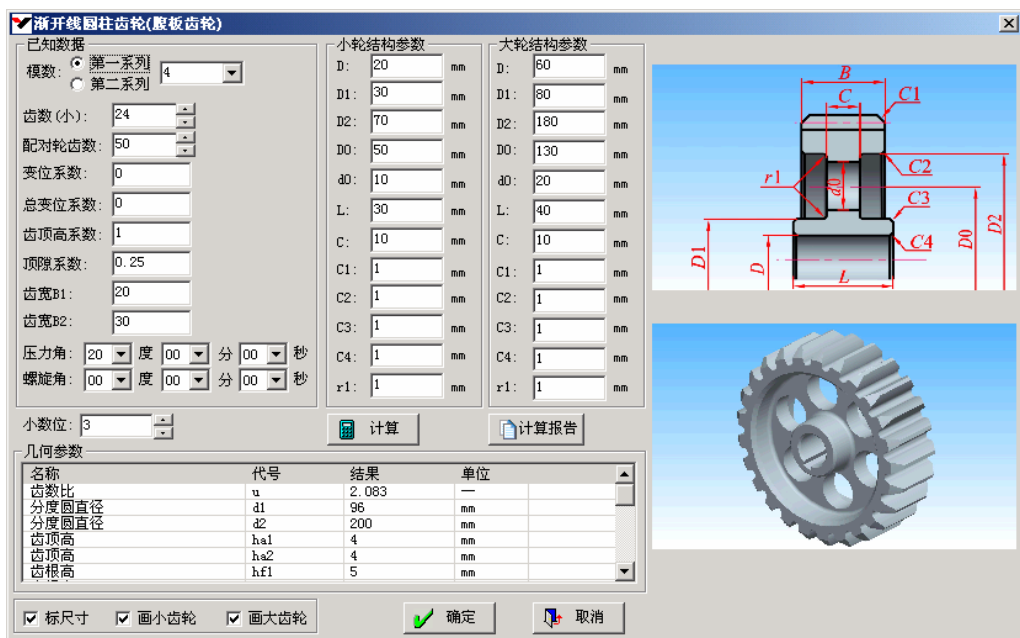 渐开线圆柱齿轮(腹板齿轮)
已知数据
模数: 第一系列 4
第二系列
齿数(小): 24
配对轮齿数: 50
变位系数: 0
总变位系数: 0
齿顶高系数: 1
顶隙系数: 0.25
齿宽B1: 20
齿宽B2: 30
压力角: 20 度 00 分 00 秒
螺旋角: 00 度 00 分 00 秒
小数位: 3
小轮结构参数
D: 20 mm
D1: 30 mm
D2: 70 mm
D0: 50 mm
d0: 10 mm
L: 30 mm
C: 10 mm
C1: 1 mm
C2: 1 mm
C3: 1 mm
C4: 1 mm
r1: 1 mm
计算
大轮结构参数
D: 60 mm
D1: 80 mm
D2: 180 mm
D0: 130 mm
d0: 20 mm
L: 40 mm
C: 10 mm
C1: 1 mm
C2: 1 mm
C3: 1 mm
C4: 1 mm
r1: 1 mm
计算报告
B
C
C1
C2
r1
d0
C3
C4
D1
D
D0
D2
L
几何参数
名称 代号 结果 单位
齿数比 u 2.083 —
分度圆直径 d1 96 mm
分度圆直径 d2 200 mm
齿顶高 ha1 4 mm
齿顶高 ha2 4 mm
齿根高 hf1 5 mm
标尺寸 画小齿轮 画大齿轮 确定 取消